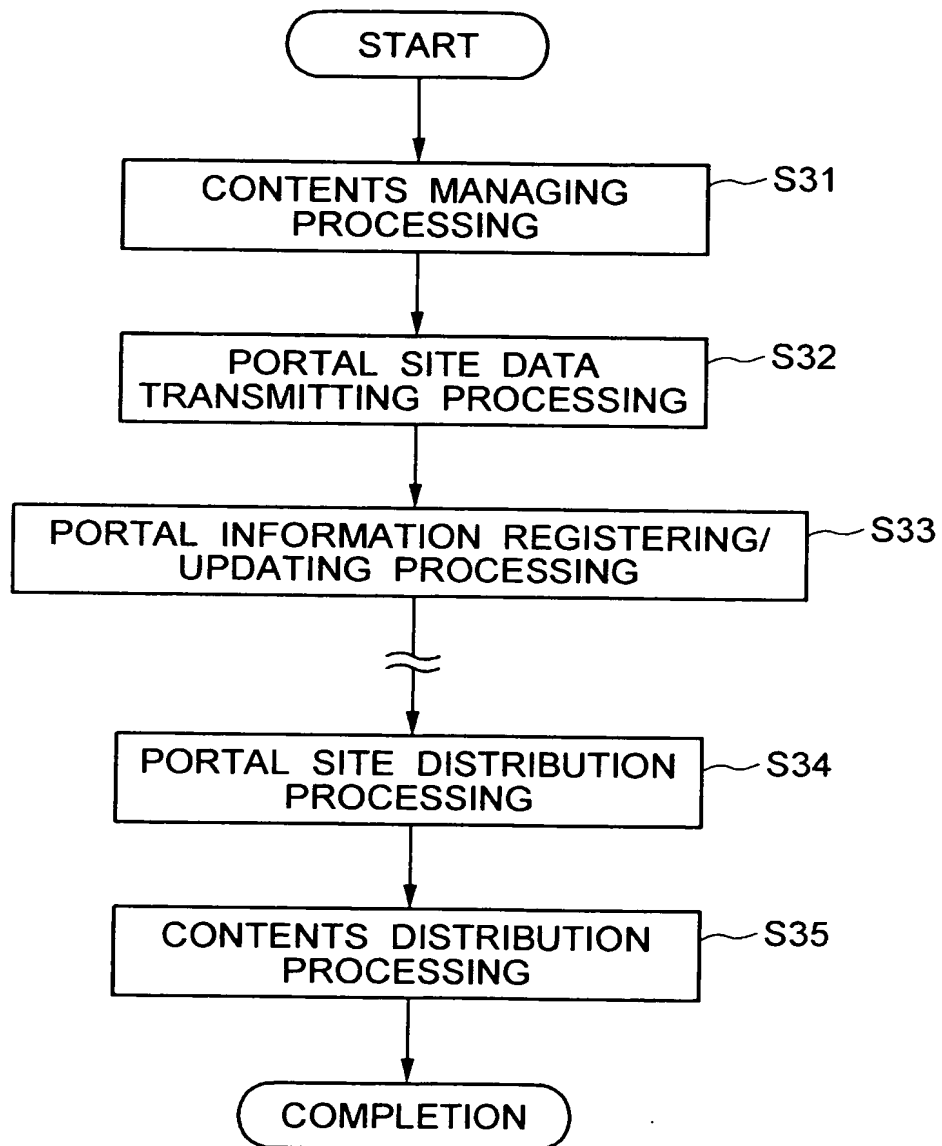 START
CONTENTS MANAGING
PROCESSING
S31
PORTAL SITE DATA
TRANSMITTING PROCESSING
S32
PORTAL INFORMATION REGISTERING/
UPDATING PROCESSING
S33
PORTAL SITE DISTRIBUTION
PROCESSING
S34
CONTENTS DISTRIBUTION
PROCESSING
S35
COMPLETION